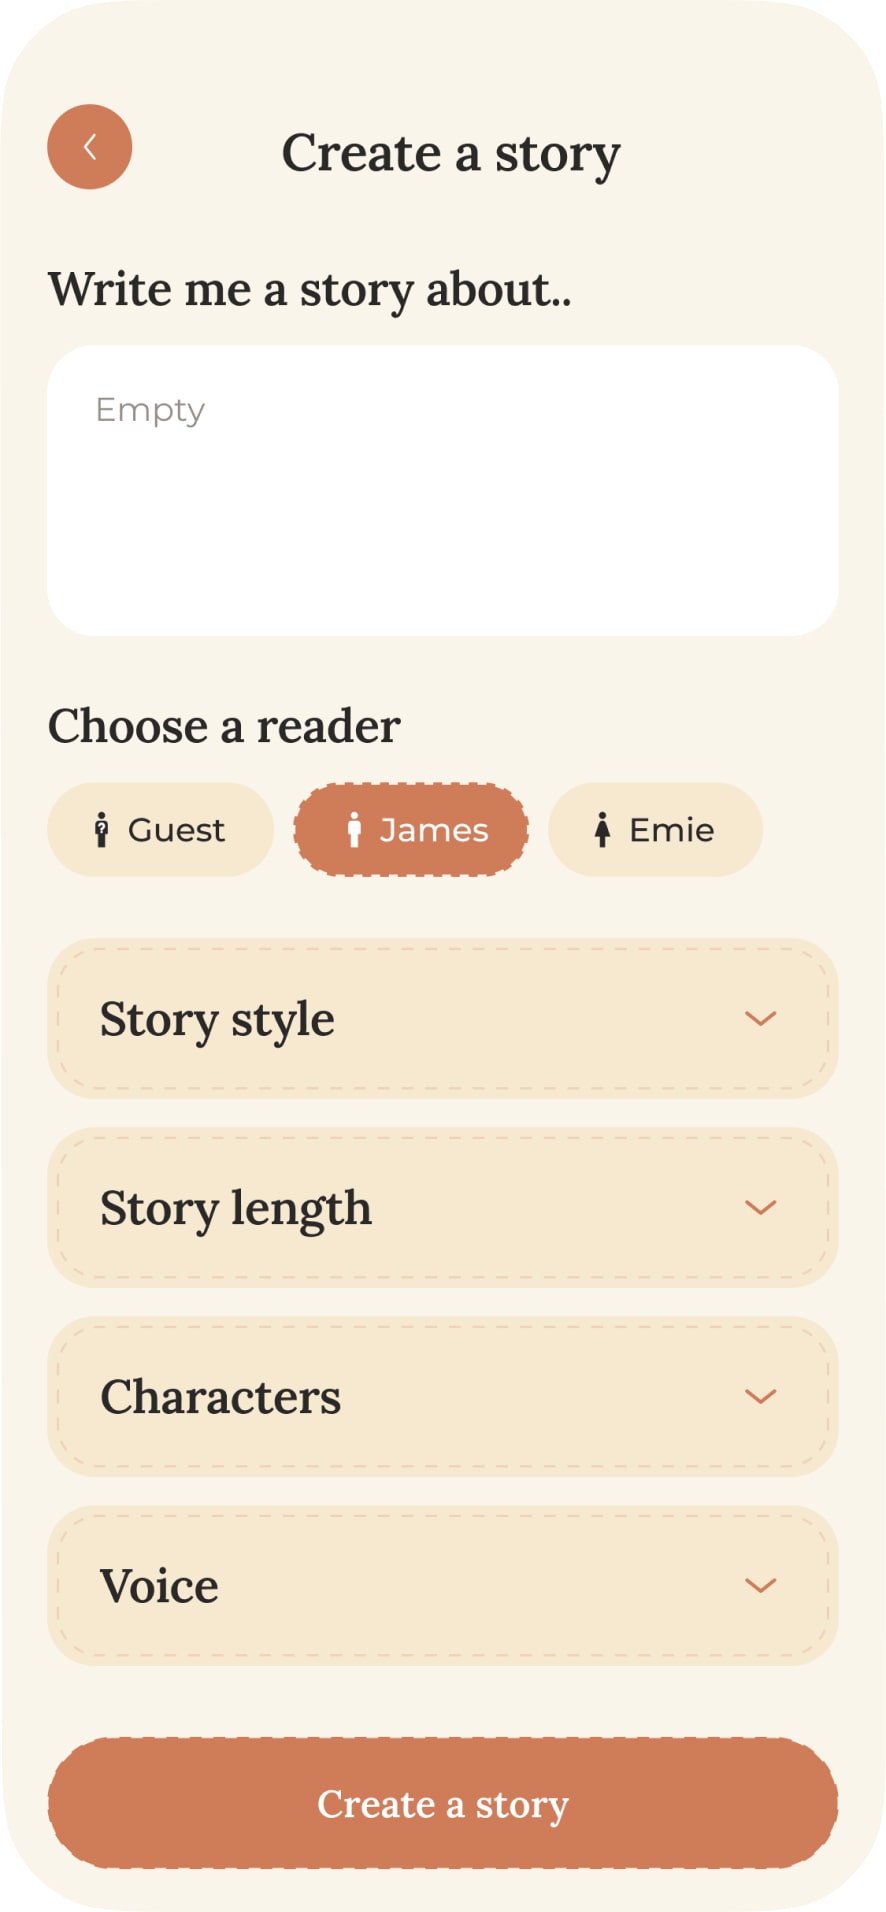 Create a story
Write me a story about..
Empty
Choose a reader
Guest
James
Emie
Story style
Story length
Characters
Voice
Create a story